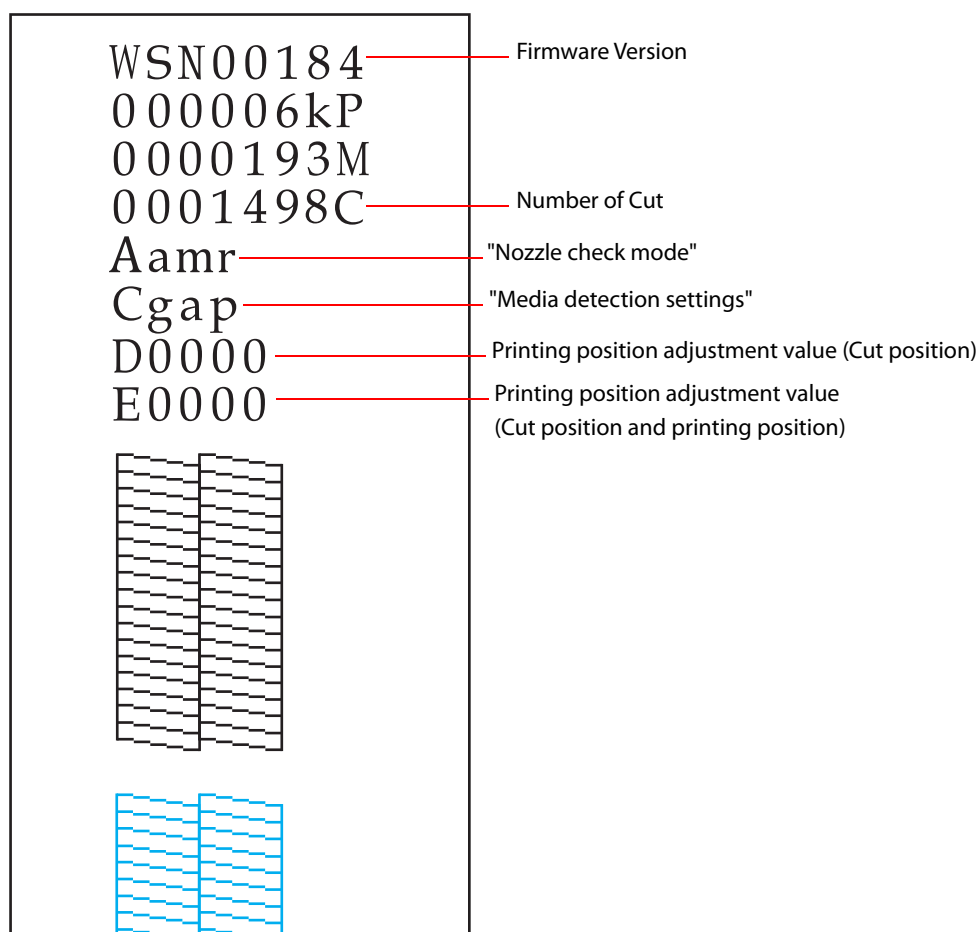 WSN00184
Firmware Version
000006kP
0000193M
0001498C
Number of Cut
Aamr
"Nozzle check mode"
Cgap
"Media detection settings"
D0000
Printing position adjustment value (Cut position)
E0000
Printing position adjustment value
(Cut position and printing position)